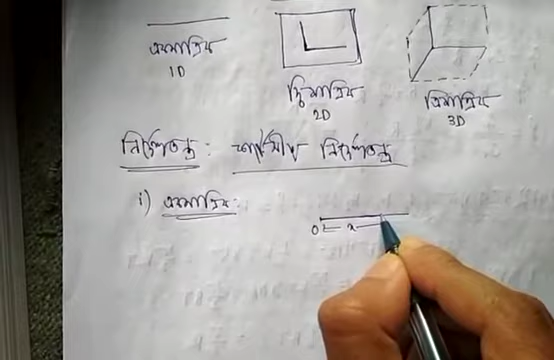 একমাত্রিক
1D
দ্বিমাত্রিক
2D
ত্রিমাত্রিক
3D
নির্দেশতন্ত্র: কার্টেসীয় নির্দেশতন্ত্র
i) একমাত্রিক:
O x